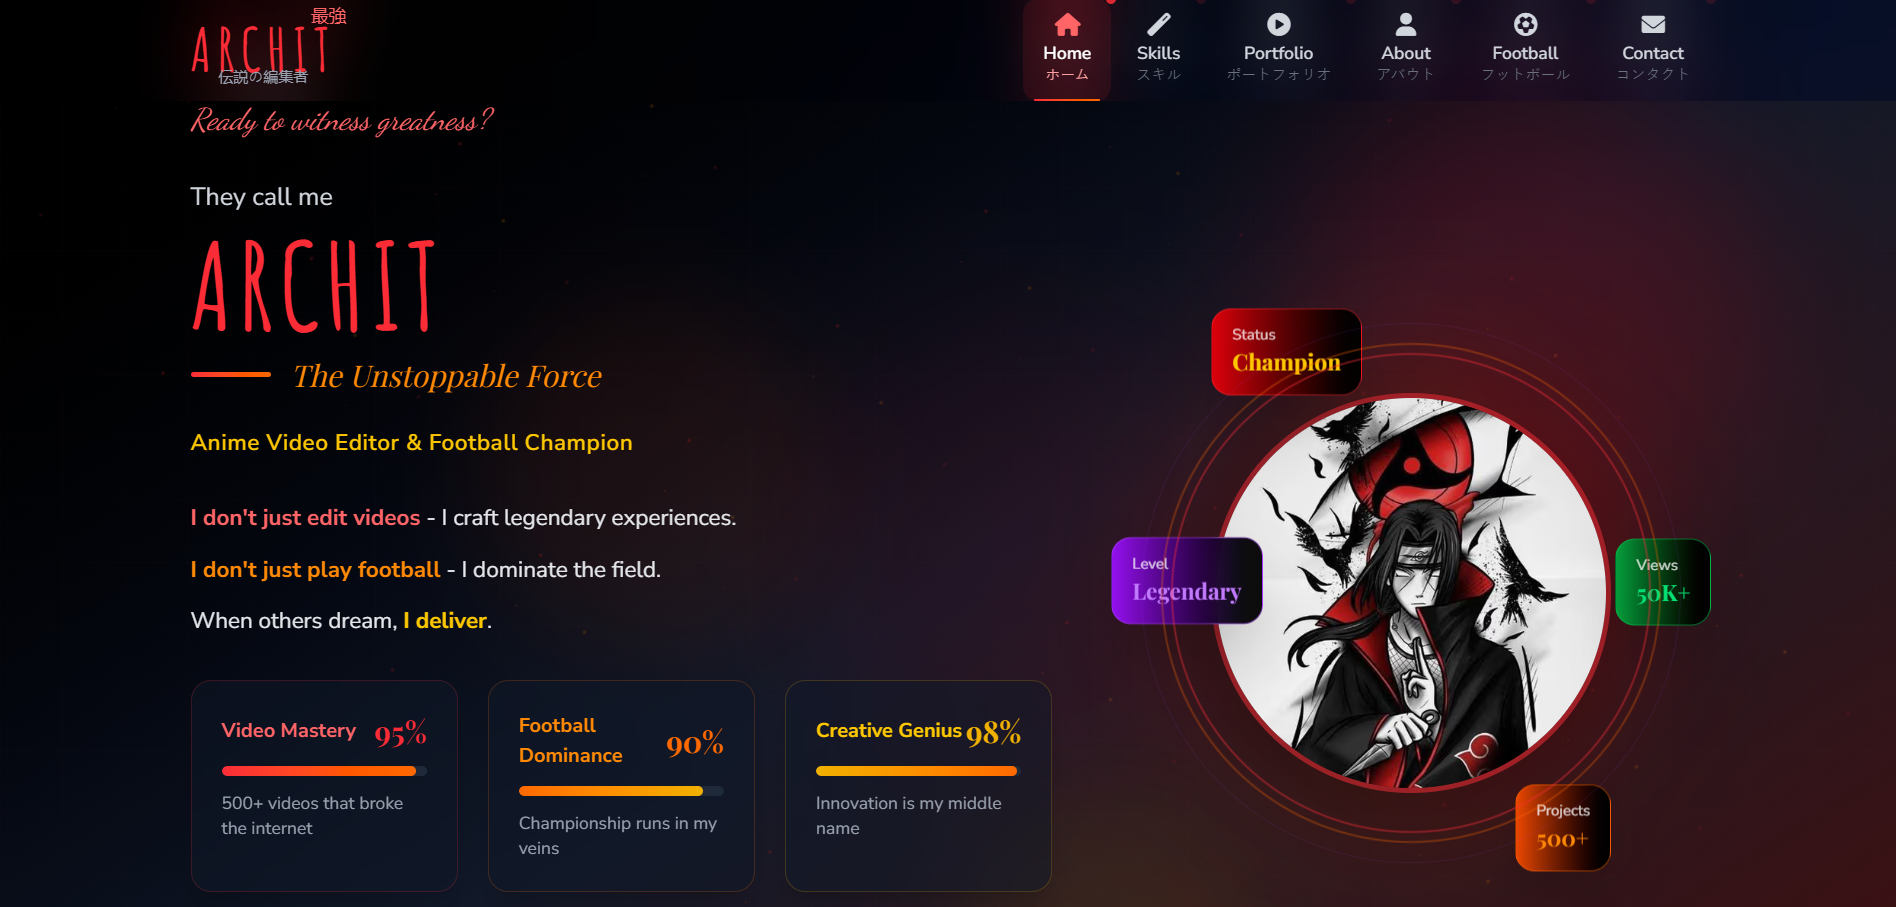 最強
ARCHIT
伝説の編集者
Home
ホーム
Skills
スキル
Portfolio
ポートフォリオ
About
アバウト
Football
フットボール
Contact
コンタクト
Ready to witness greatness?
They call me
ARCHIT
The Unstoppable Force
Anime Video Editor & Football Champion
I don't just edit videos - I craft legendary experiences.
I don't just play football - I dominate the field.
When others dream, I deliver.
Video Mastery 95%
500+ videos that broke
the internet
Football
Dominance 90%
Championship runs in my
veins
Creative Genius 98%
Innovation is my middle
name
Status
Champion
Level
Legendary
Views
50K+
Projects
500+